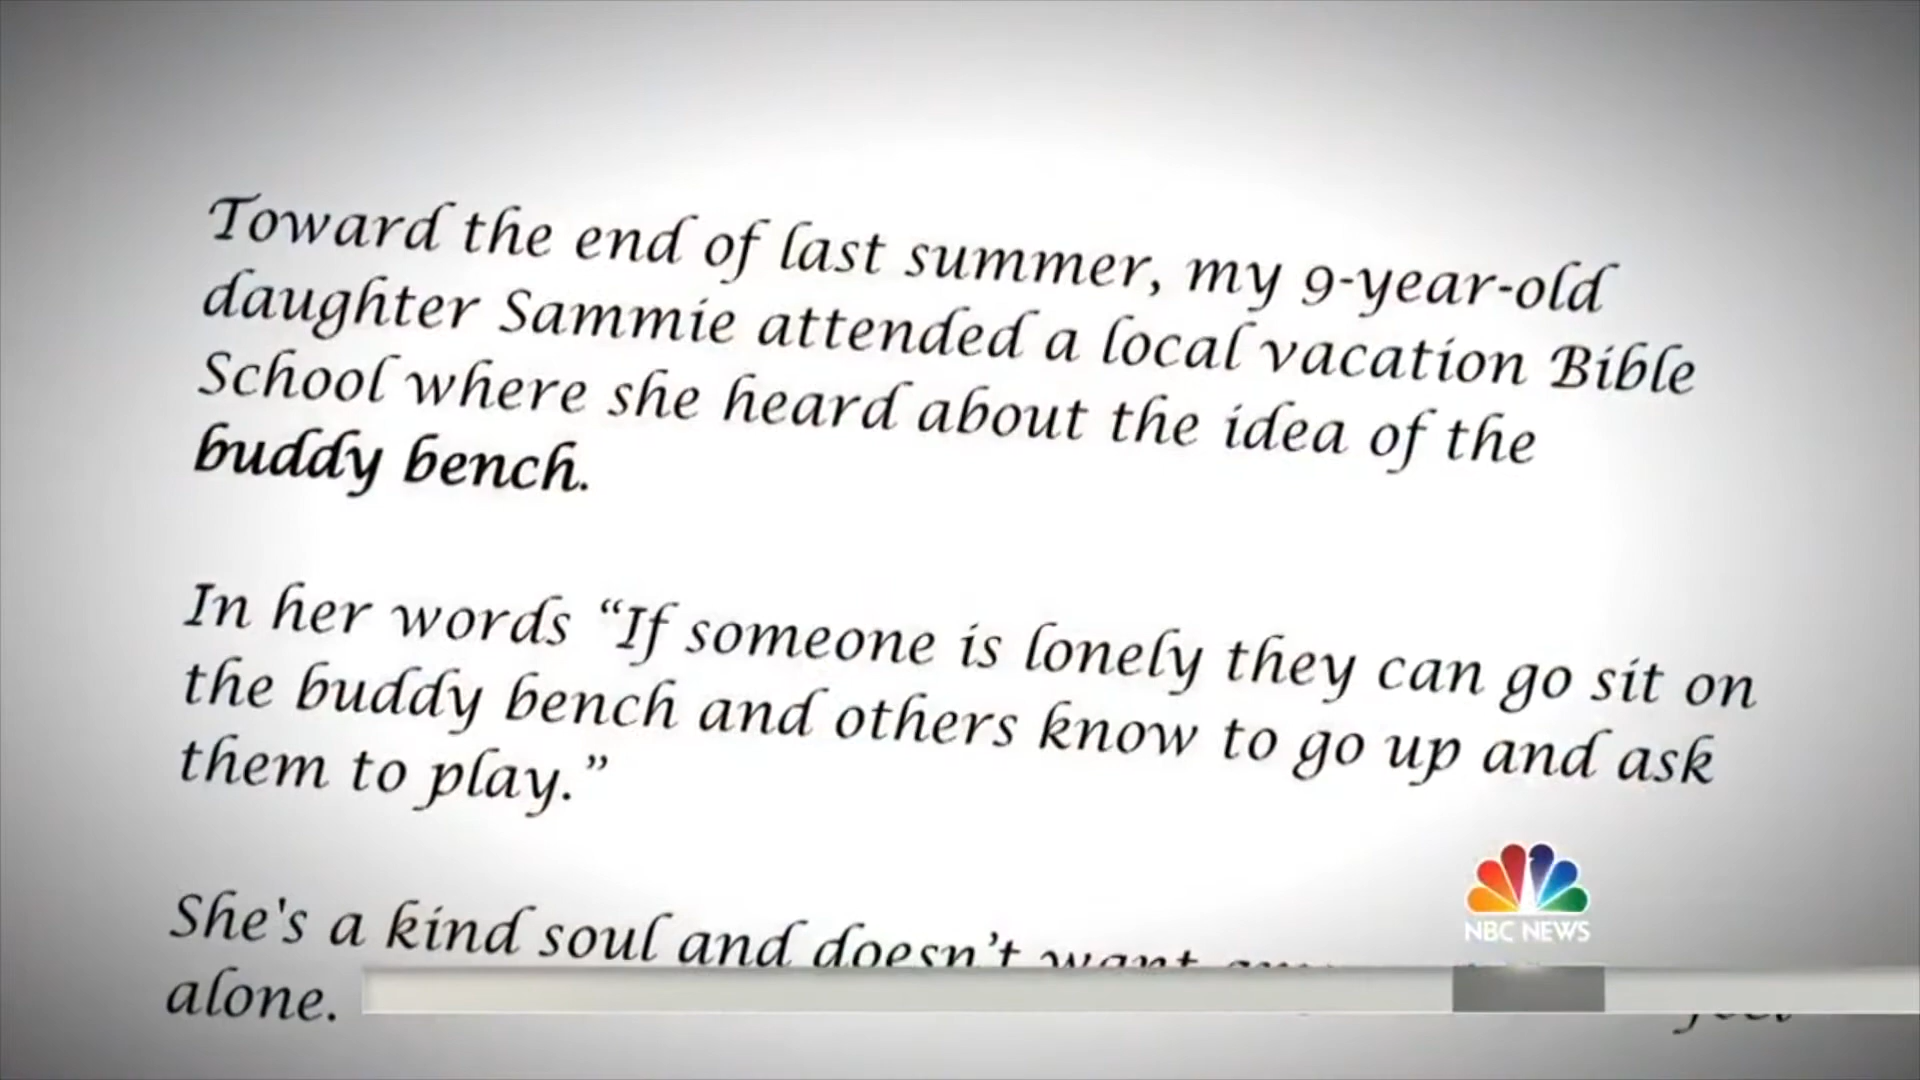 Toward the end of last summer, my 9-year-old
daughter Sammie attended a local vacation Bible
School where she heard about the idea of the
buddy bench.
In her words “If someone is lonely they can go sit on
the buddy bench and others know to go up and ask
them to play.”
She's a kind soul and doesn’t want
alone.
NBC NEWS